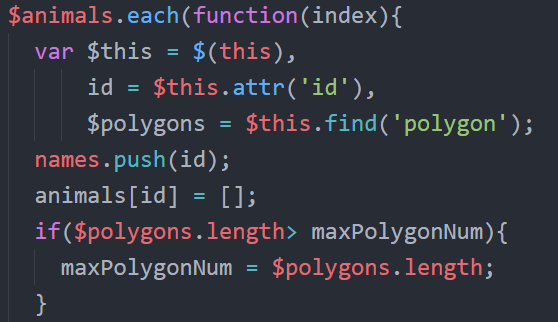 $animals.each(function(index){
var $this = $(this),
id = $this.attr('id'),
$polygons = $this.find('polygon');
names.push(id);
animals[id] = [];
if($polygons.length> maxPolygonNum){
maxPolygonNum = $polygons.length;
}